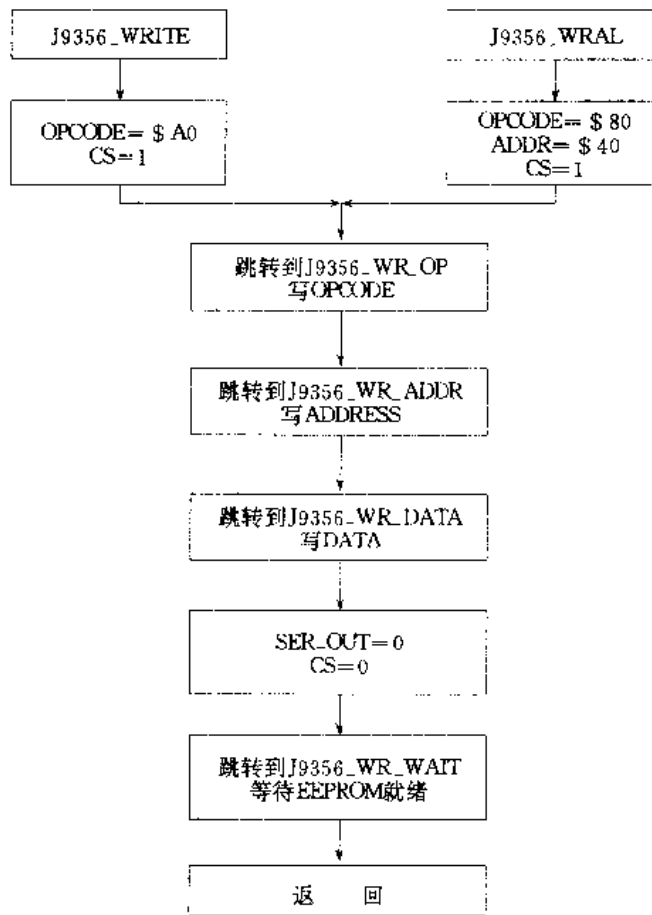 J9356_WRITE
J9356_WRAL
OPCODE=$A0
CS=1
OPCODE=$80
ADDR=$40
CS=1
跳转到J9356_WR_OP
写OPCODE
跳转到J9356_WR_ADDR
写ADDRESS
跳转到J9356_WR_DATA
写DATA
SER_OUT=0
CS=0
跳转到J9356_WR_WAIT
等待EEPROM就绪
返 回